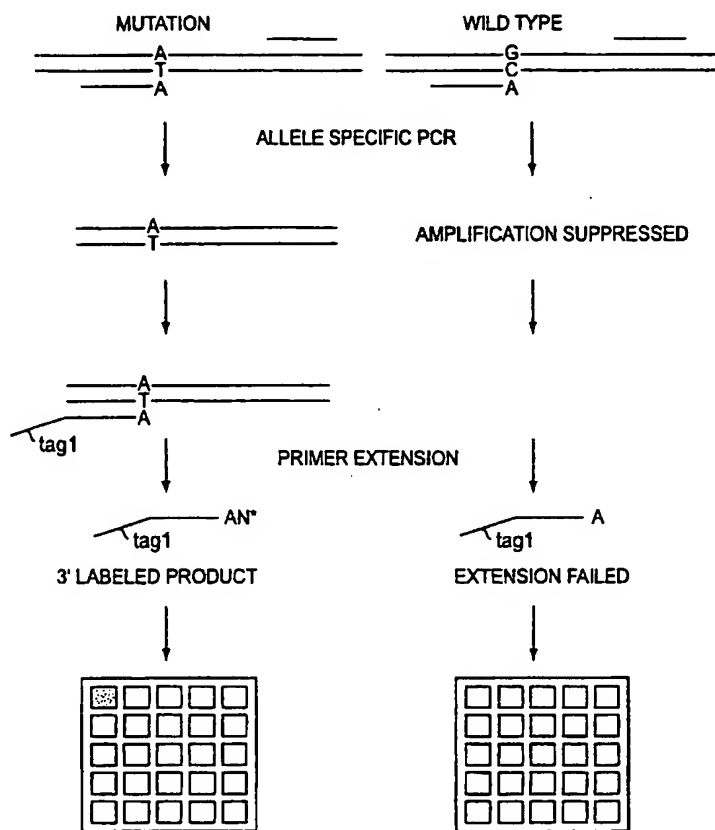 MUTATION WILD TYPE
A G
T C
A A
ALLELE SPECIFIC PCR
A
T
AMPLIFICATION SUPPRESSED
A
T
A
tag1
PRIMER EXTENSION
AN* A
tag1 tag1
3' LABELED PRODUCT EXTENSION FAILED